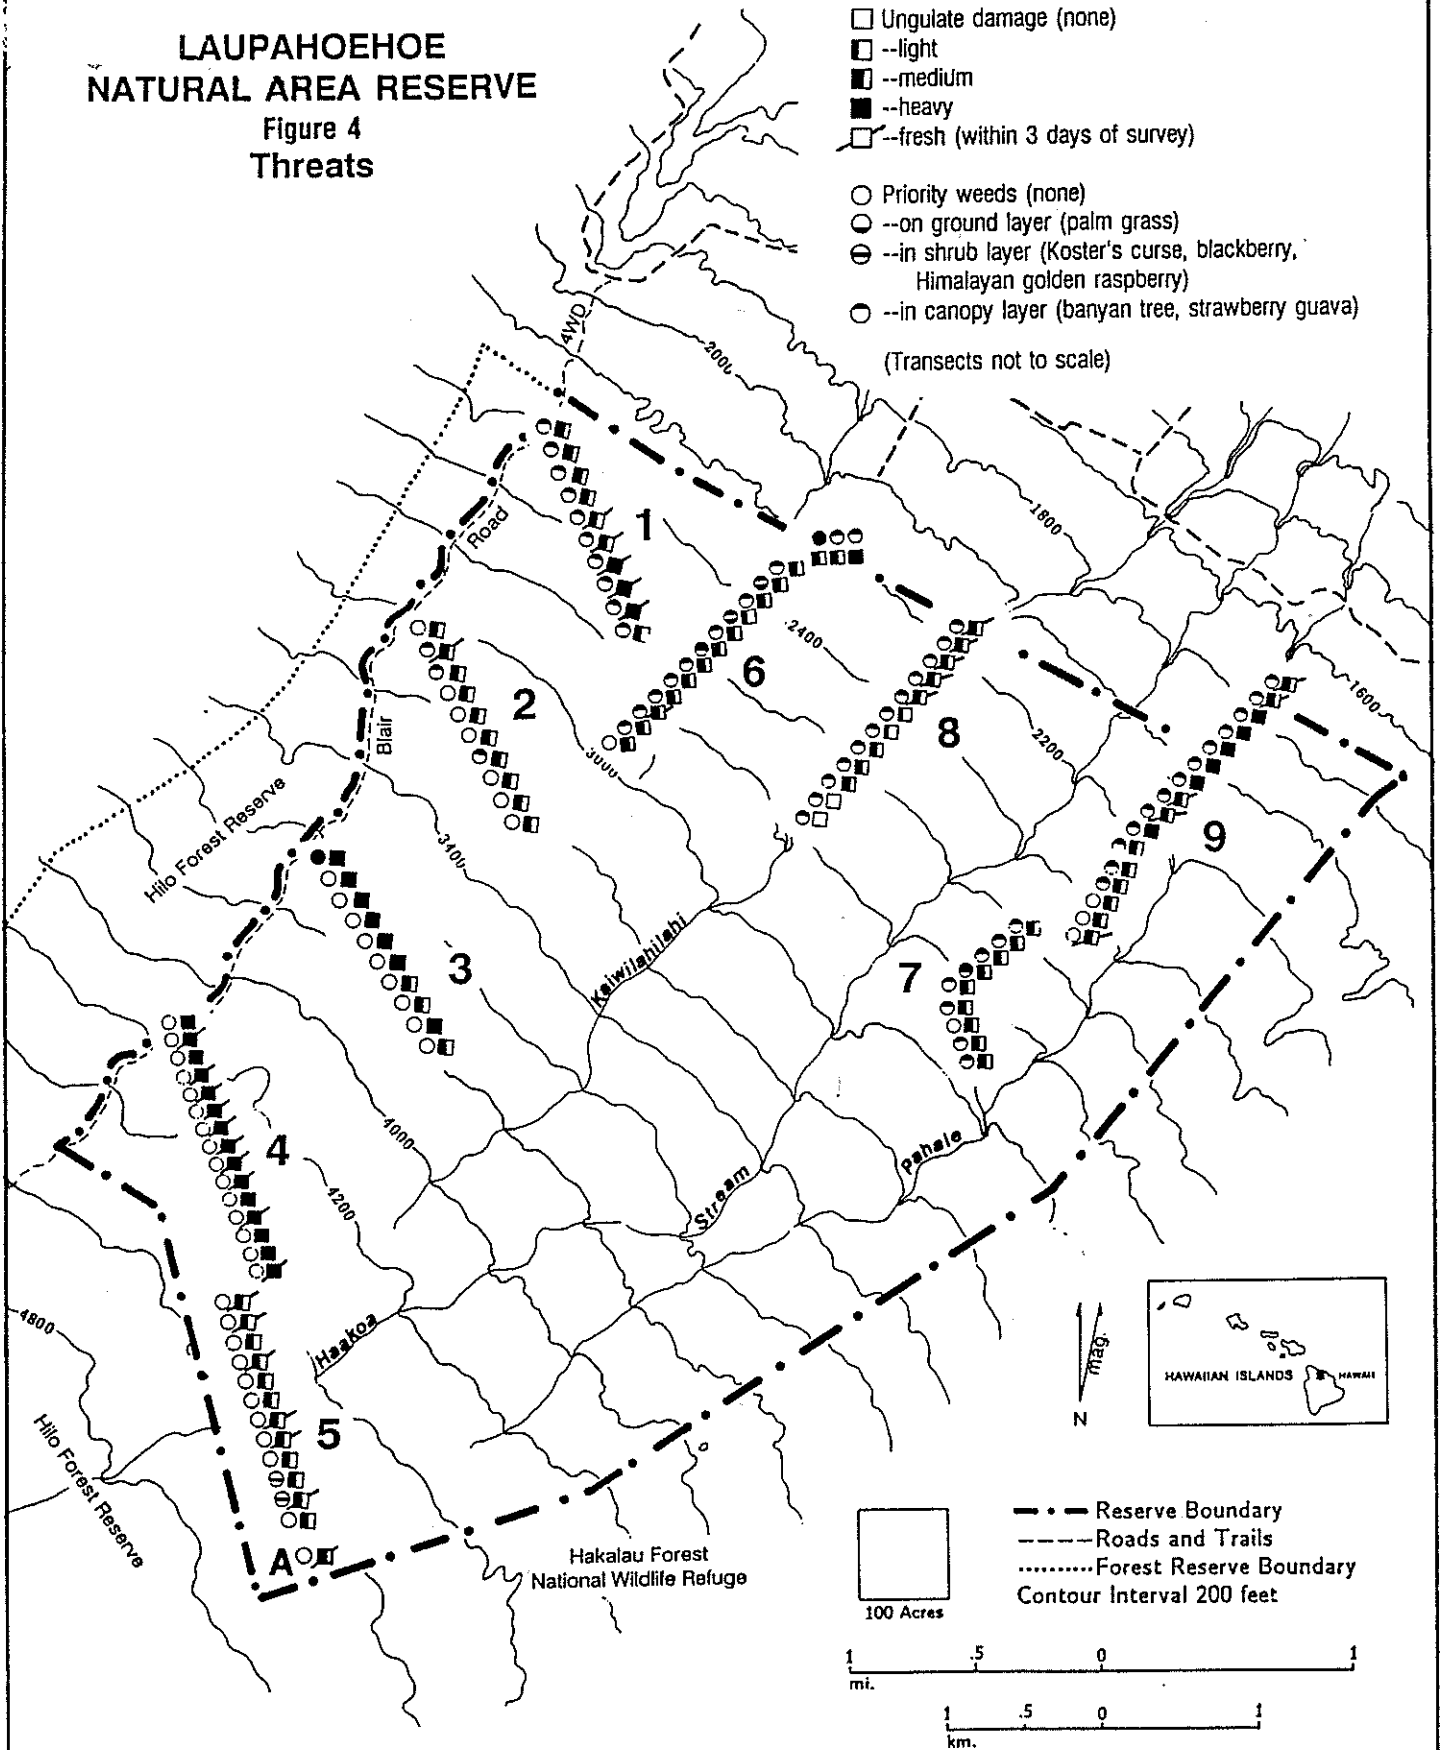 LAUPAHOEHOE
NATURAL AREA RESERVE
Figure 4
Threats
Ungulate damage (none)
--light
--medium
--heavy
--fresh (within 3 days of survey)
Priority weeds (none)
--on ground layer (palm grass)
--in shrub layer (Koster's curse, blackberry,
Himalayan golden raspberry)
--in canopy layer (banyan tree, strawberry guava)
(Transects not to scale)
4WD
2000
1800
1600
Road
Blair
1
2
3
4
5
6
7
8
9
A
2400
2200
3000
3400
4000
4200
4800
Hilo Forest Reserve
Kaiwilahilahi
Stream
Pahale
Haakoa
Hilo Forest Reserve
Hakalau Forest
National Wildlife Refuge
mag.
N
HAWAIIAN ISLANDS
HAWAII
100 Acres
Reserve Boundary
Roads and Trails
Forest Reserve Boundary
Contour Interval 200 feet
1 .5 0 1
mi.
1 .5 0 1
km.